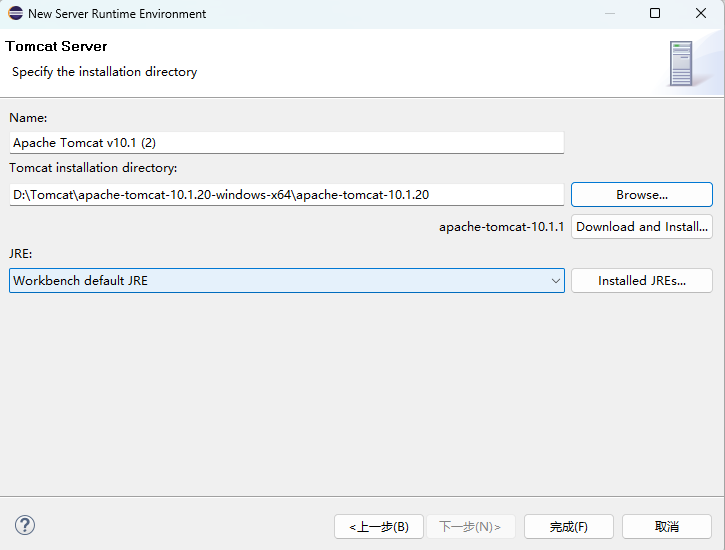 New Server Runtime Environment
Tomcat Server
Specify the installation directory
Name:
Apache Tomcat v10.1 (2)
Tomcat installation directory:
D:\Tomcat\apache-tomcat-10.1.20-windows-x64\apache-tomcat-10.1.20
Browse...
apache-tomcat-10.1.1
Download and Install...
JRE:
Workbench default JRE
Installed JREs...
?
<上一步(B)
下一步(N)>
完成(F)
取消